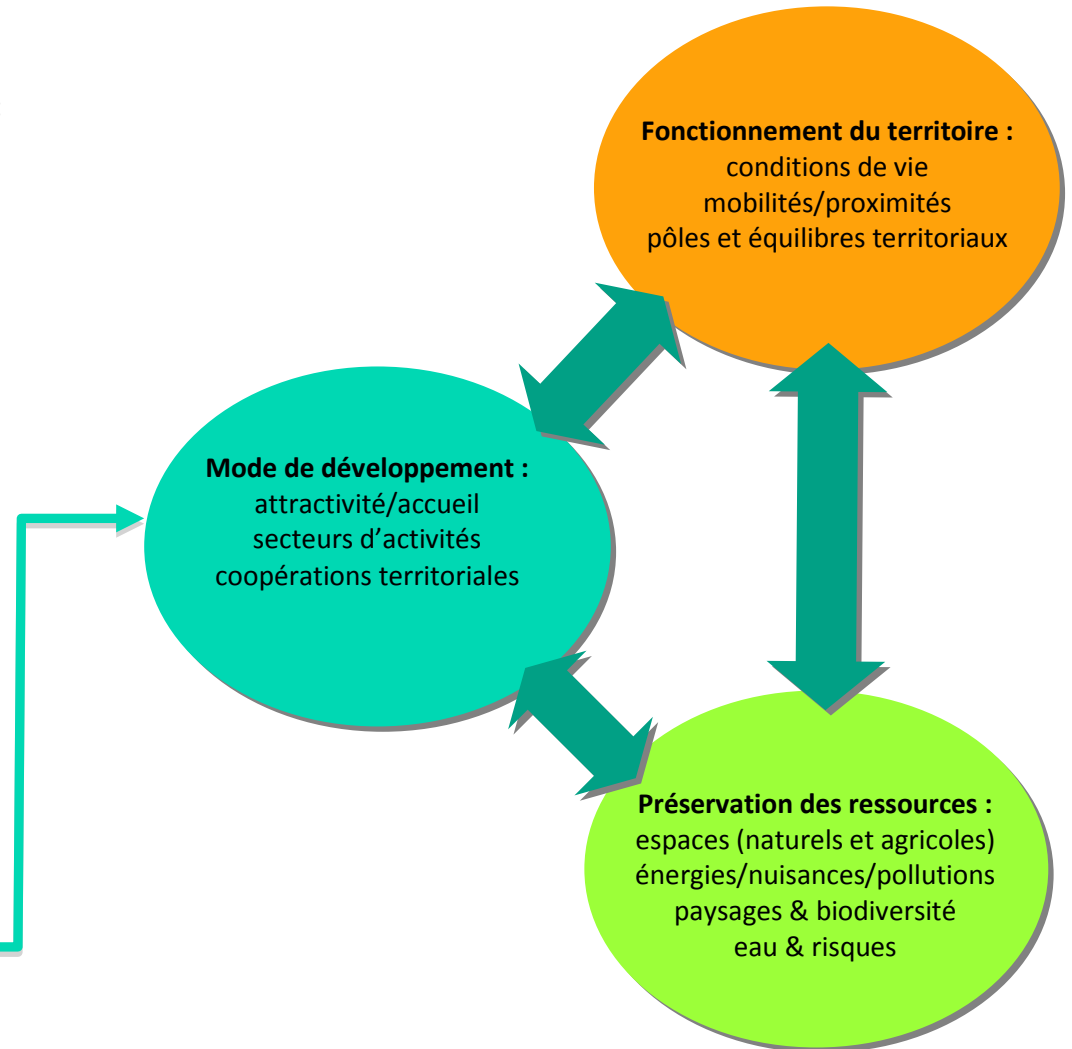 Fonctionnement du territoire :
conditions de vie
mobilités/proximités
pôles et équilibres territoriaux
Mode de développement :
attractivité/accueil
secteurs d’activités
coopérations territoriales
Préservation des ressources :
espaces (naturels et agricoles)
énergies/nuisances/pollutions
paysages & biodiversité
eau & risques